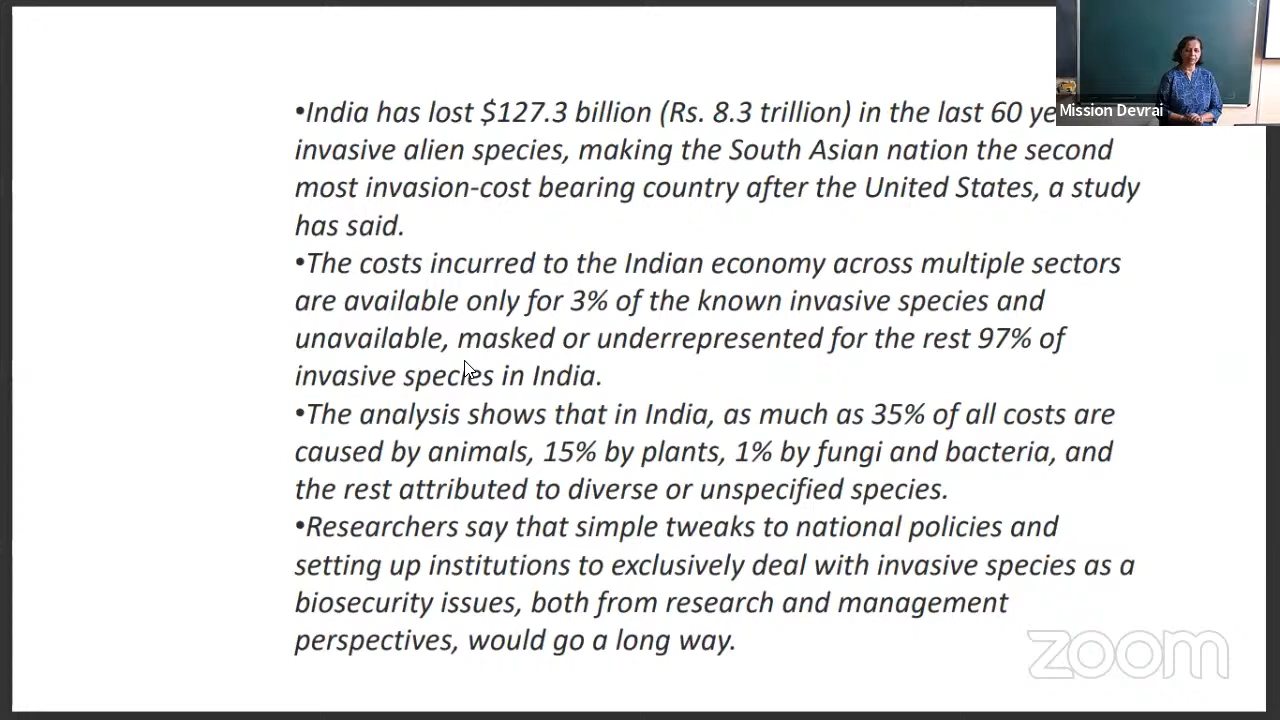 •India has lost $127.3 billion (Rs. 8.3 trillion) in the last 60
invasive alien species, making the South Asian nation the second
most invasion-cost bearing country after the United States, a study
has said.
•The costs incurred to the Indian economy across multiple sectors
are available only for 3% of the known invasive species and
unavailable, masked or underrepresented for the rest 97% of
invasive species in India.
•The analysis shows that in India, as much as 35% of all costs are
caused by animals, 15% by plants, 1% by fungi and bacteria, and
the rest attributed to diverse or unspecified species.
•Researchers say that simple tweaks to national policies and
setting up institutions to exclusively deal with invasive species as a
biosecurity issues, both from research and management
perspectives, would go a long way.
Mission Devrai
zoom